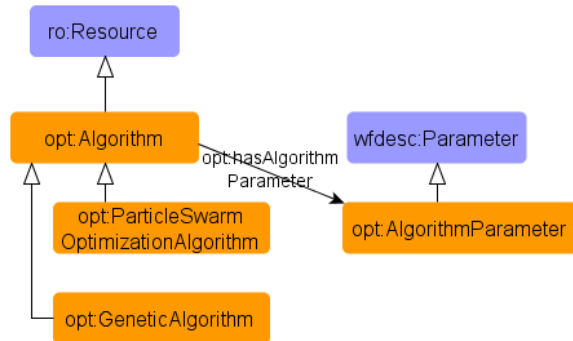 ro:Resource
opt:Algorithm
wfdesc:Parameter
opt:hasAlgorithm
Parameter
opt:ParticleSwarm
OptimizationAlgorithm
opt:AlgorithmParameter
opt:GeneticAlgorithm